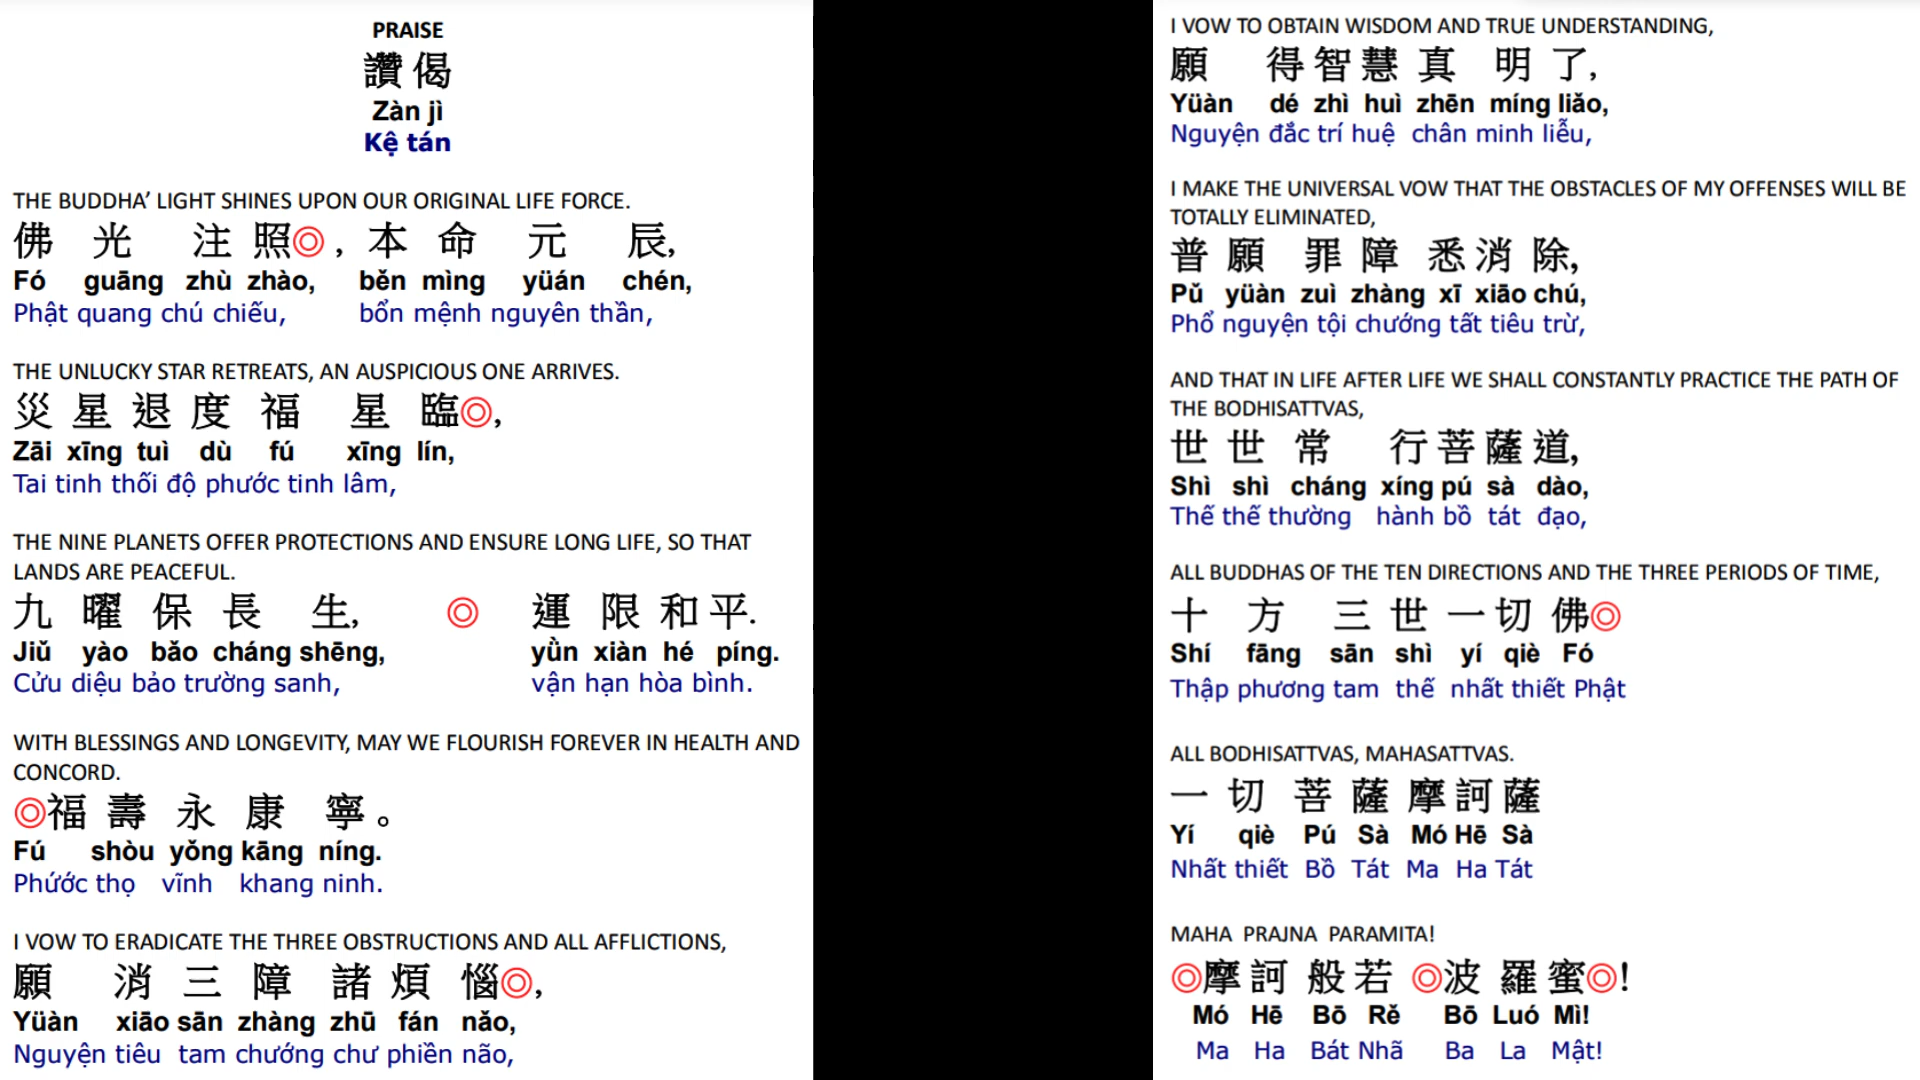 PRAISE
讚偈
Zàn jì
Kệ tán
THE BUDDHA’ LIGHT SHINES UPON OUR ORIGINAL LIFE FORCE.
佛 光 注 照◎, 本 命 元 辰,
Fó guāng zhù zhào, běn mìng yüán chén,
Phật quang chú chiếu, bổn mệnh nguyên thần,
THE UNLUCKY STAR RETREATS, AN AUSPICIOUS ONE ARRIVES.
災 星 退 度 福 星 臨◎,
Zāi xīng tuì dù fú xīng lín,
Tai tinh thối độ phước tinh lâm,
THE NINE PLANETS OFFER PROTECTIONS AND ENSURE LONG LIFE, SO THAT
LANDS ARE PEACEFUL.
九 曜 保 長 生, ◎ 運 限 和 平.
Jiǔ yào bǎo cháng shēng, yǜn xiàn hé píng.
Cửu diệu bảo trường sanh, vận hạn hòa bình.
WITH BLESSINGS AND LONGEVITY, MAY WE FLOURISH FOREVER IN HEALTH AND
CONCORD.
◎福 壽 永 康 寧。
Fú shòu yǒng kāng níng.
Phứớc thọ vĩnh khang ninh.
I VOW TO ERADICATE THE THREE OBSTRUCTIONS AND ALL AFFLICTIONS,
願 消 三 障 諸 煩 惱◎,
Yüàn xiāo sān zhàng zhū fán nǎo,
Nguyện tiêu tam chướng chư phiền não,
I VOW TO OBTAIN WISDOM AND TRUE UNDERSTANDING,
願 得 智 慧 真 明 了,
Yüàn dé zhì huì zhēn míng liǎo,
Nguyện đắc trí huệ chân minh liễu,
I MAKE THE UNIVERSAL VOW THAT THE OBSTACLES OF MY OFFENSES WILL BE
TOTALLY ELIMINATED,
普 願 罪 障 悉 消 除,
Pǔ yüàn zuì zhàng xī xiāo chú,
Phổ nguyện tội chướng tất tiêu trừ,
AND THAT IN LIFE AFTER LIFE WE SHALL CONSTANTLY PRACTICE THE PATH OF
THE BODHISATTVAS,
世 世 常 行 菩 薩 道,
Shì shì cháng xíng pú sà dào,
Thế thế thường hành bồ tát đạo,
ALL BUDDHAS OF THE TEN DIRECTIONS AND THE THREE PERIODS OF TIME,
十 方 三 世 一 切 佛◎
Shí fāng sān shì yí qiè Fó
Thập phương tam thế nhất thiết Phật
ALL BODHISATTVAS, MAHASATTVAS.
一 切 菩 薩 摩 訶 薩
Yí qiè Pú Sà Mó Hē Sà
Nhất thiết Bồ Tát Ma Ha Tát
MAHA PRAJNA PARAMITA!
◎摩 訶 般 若 ◎波 羅 蜜◎!
Mó Hē Bō Rě Bō Luó Mì!
Ma Ha Bát Nhã Ba La Mật!